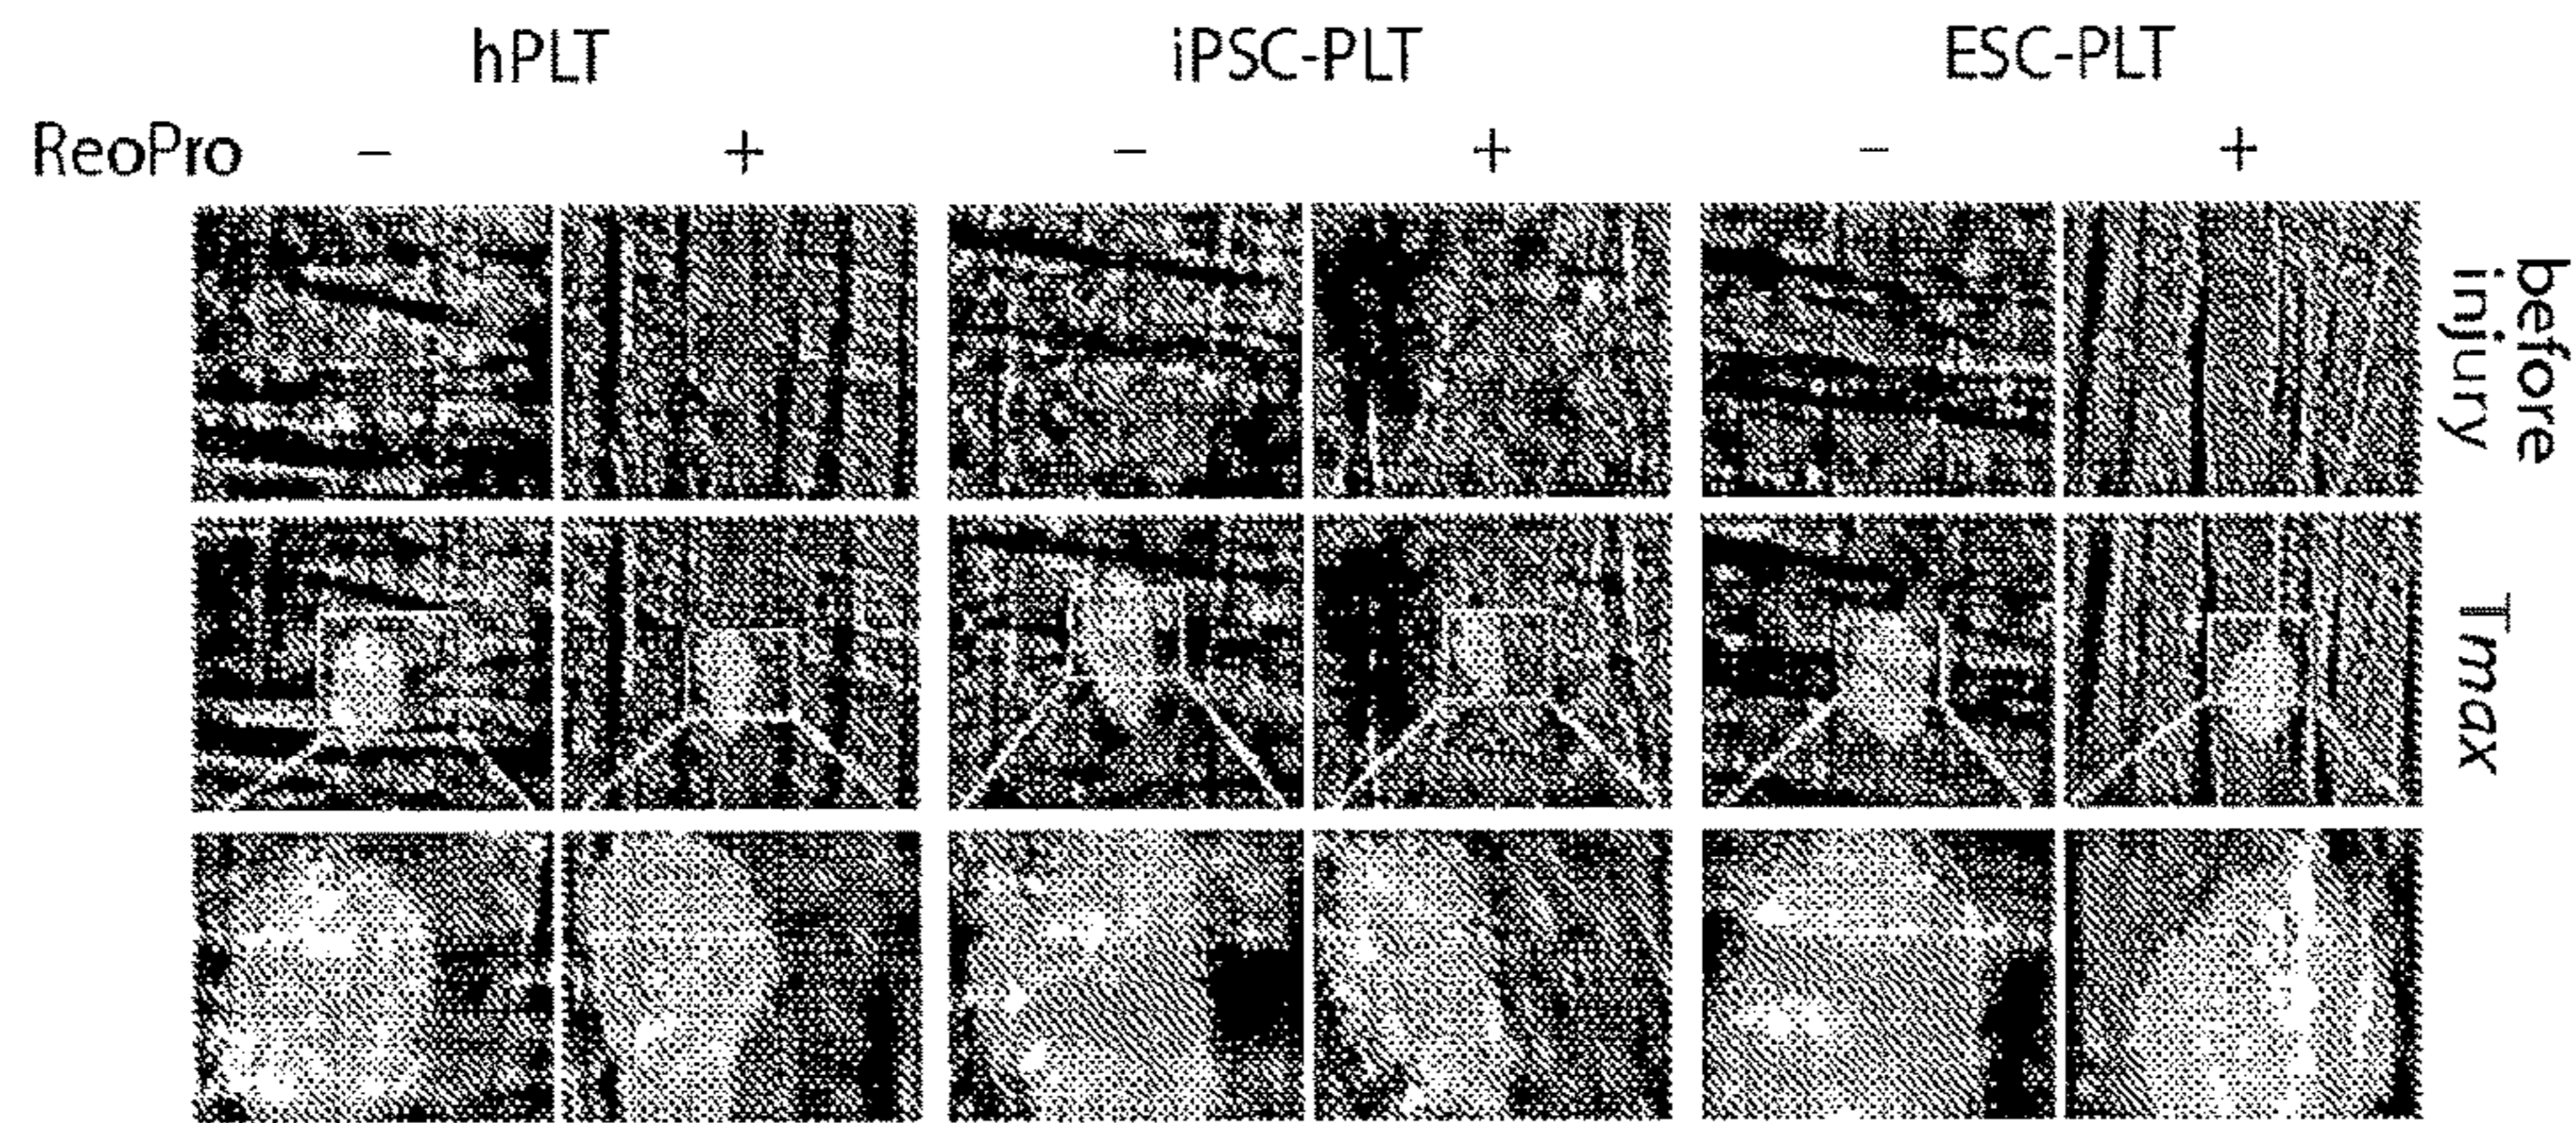 hPLT iPSC-PLT ESC-PLT
ReoPro − + − + − +
before
injury
Tmax